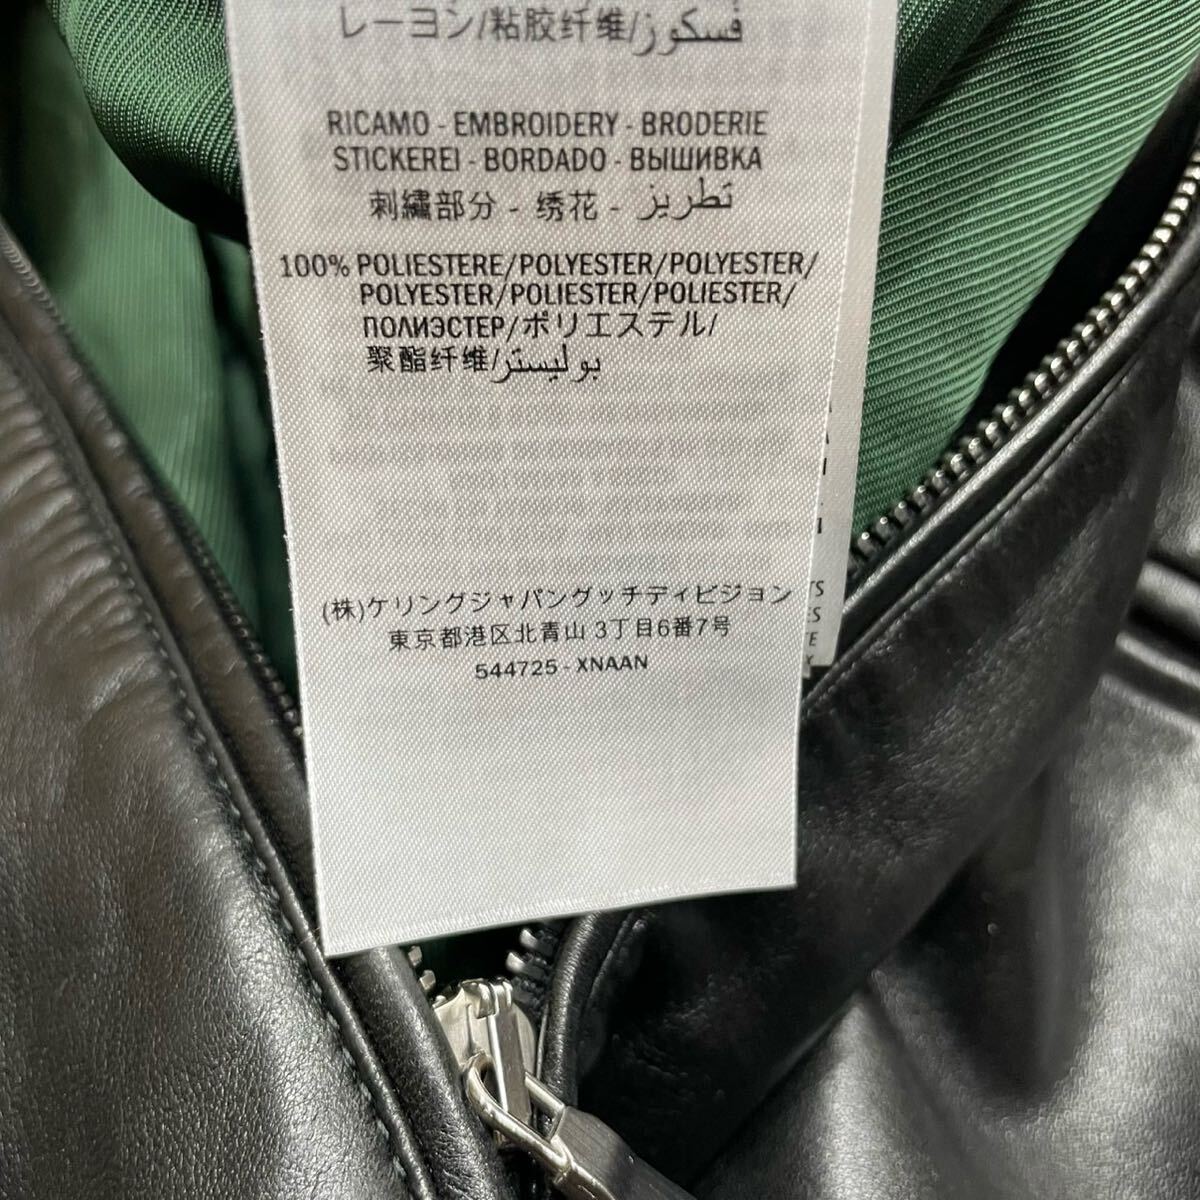 レーヨン/粘胶纤维/فسكوز
RICAMO - EMBROIDERY - BRODERIE
STICKEREI - BORDADO - ВЫШИВКА
刺繍部分 - 绣花 - تطريز
100% POLIESTERE/POLYESTER/POLYESTER/
POLYESTER/POLIESTER/POLIESTER/
ПОЛИЭСТЕР/ポリエステル/
聚酯纤维/بوليستر
(株)ケリングジャパングッチディビジョン
東京都港区北青山 3丁目6番7号
544725 - XNAAN